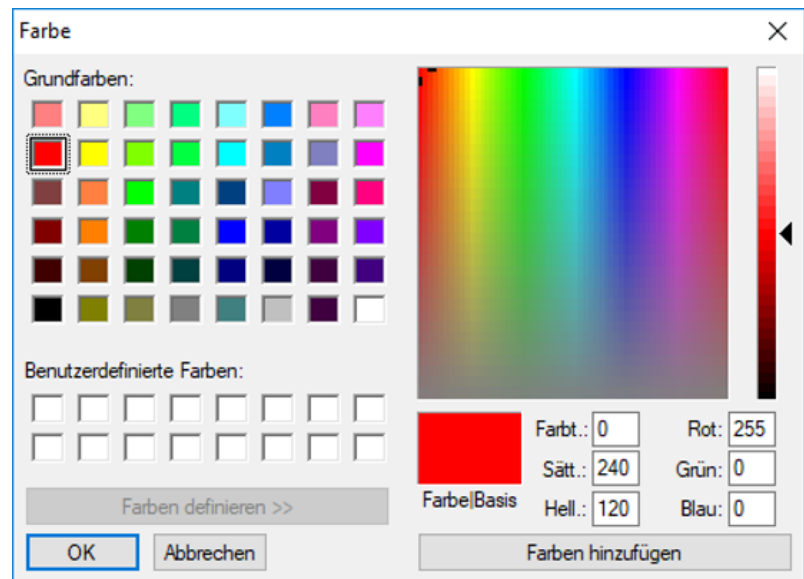 Farbe
Grundfarben:
Benutzerdefinierte Farben:
Farben definieren >>
OK Abbrechen
Farbe|Basis
Farbt.: 0 Rot: 255
Sätt.: 240 Grün: 0
Hell.: 120 Blau: 0
Farben hinzufügen